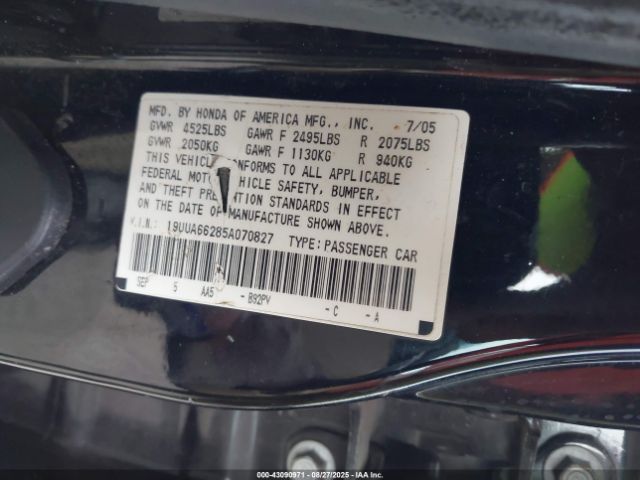 MFD. BY HONDA OF AMERICA MFG., INC. 7/05
GVWR 4525LBS GAWR F 2495LBS R 2075LBS
GVWR 2050KG GAWR F 1130KG R 940KG
THIS VEHICLE CONFORMS TO ALL APPLICABLE
FEDERAL MOTOR VEHICLE SAFETY, BUMPER,
AND THEFT PREVENTION STANDARDS IN EFFECT
ON THE DATE OF MANUFACTURE SHOWN ABOVE.
V.I.N.: 19UUA66285A070827 TYPE: PASSENGER CAR
SEP 5 AA5 - B92PV - C - A
000-43090971 - 08/27/2025 - IAAI.COM